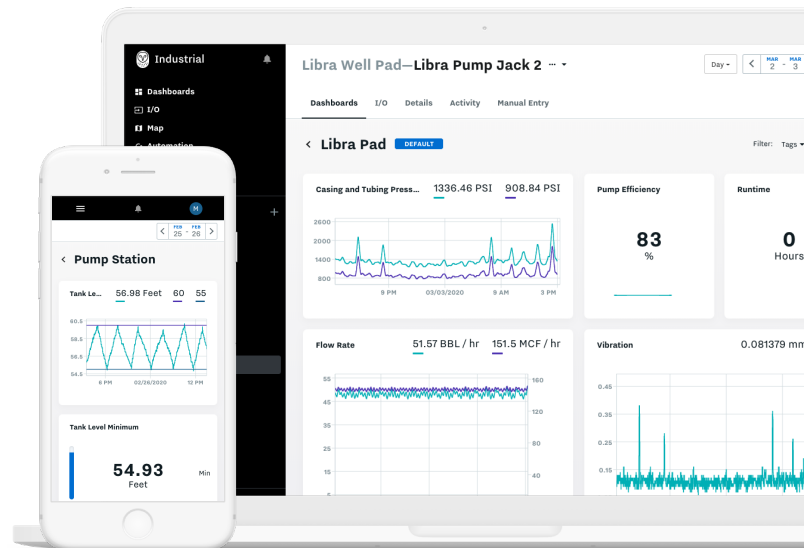 Industrial
Dashboards
I/O
Map
Automation
Libra Well Pad—Libra Pump Jack 2 ...
Day
MAR 2 - MAR 3
Dashboards I/O Details Activity Manual Entry
Libra Pad DEFAULT
Filter: Tags
Casing and Tubing Press... 1336.46 PSI 908.84 PSI
2600
2000
1400
800
9 PM 03/03/2020 9 AM 3 PM
Pump Efficiency
83
%
Runtime
0
Hours
Flow Rate 51.57 BBL / hr 151.5 MCF / hr
55
45
35
25
15
160
120
80
40
Vibration 0.081379 mm
0.45
0.35
0.25
0.15
M
FEB 25 - FEB 26
Pump Station
Tank Le... 56.98 Feet 60 55
60.5
58.5
56.5
54.5
6 PM 02/26/2020 12 PM
Tank Level Minimum
54.93
Feet
Min